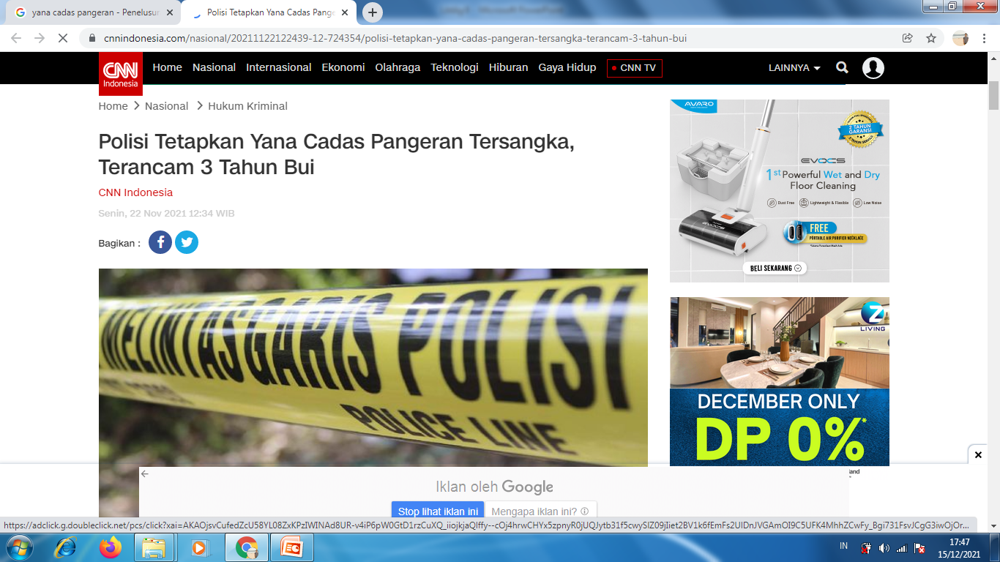 Microsoft PowerPoint
yana cadas pangeran - Penelusur
Polisi Tetapkan Yana Cadas Pange
cnnindonesia.com/nasional/20211122122439-12-724354/polisi-tetapkan-yana-cadas-pangeran-tersangka-terancam-3-tahun-bui
CNN
Indonesia
Home Nasional Internasional Ekonomi Olahraga Teknologi Hiburan Gaya Hidup CNN TV LAINNYA
Home > Nasional > Hukum Kriminal
Polisi Tetapkan Yana Cadas Pangeran Tersangka,
Terancam 3 Tahun Bui
CNN Indonesia
Senin, 22 Nov 2021 12:34 WIB
Bagikan :
MELINTAS GARIS POLISI
POLICE LINE
AVARO
2 TAHUN
GARANSI
EVOCS
1st Powerful Wet and Dry
Floor Cleaning
Dust Free Lightweight & Flexible Low Noise
EVOCS
FREE
PORTABLE AIR PURIFIER NECKLACE
BELI SEKARANG
Z
LIVING
DECEMBER ONLY
DP 0%*
Iklan oleh Google
Stop lihat iklan ini Mengapa iklan ini?
https://adclick.g.doubleclick.net/pcs/click?xai=AKAOjsvCufedZcU58YL08ZxKPzIWINAd8UR-v4iP6pW0GtD1rzCuXQ_iiojkjaQlffy--cOj4hrwCHYx5zpnyR0jUQJytb31f5cwySlZ09jIiet2BV1k6fEmFs2UlDnJVGAmOI9C5UFK4MhhZCwFy_Bgi731FsvJCgG3iwOjOr...
IN
17:47
15/12/2021